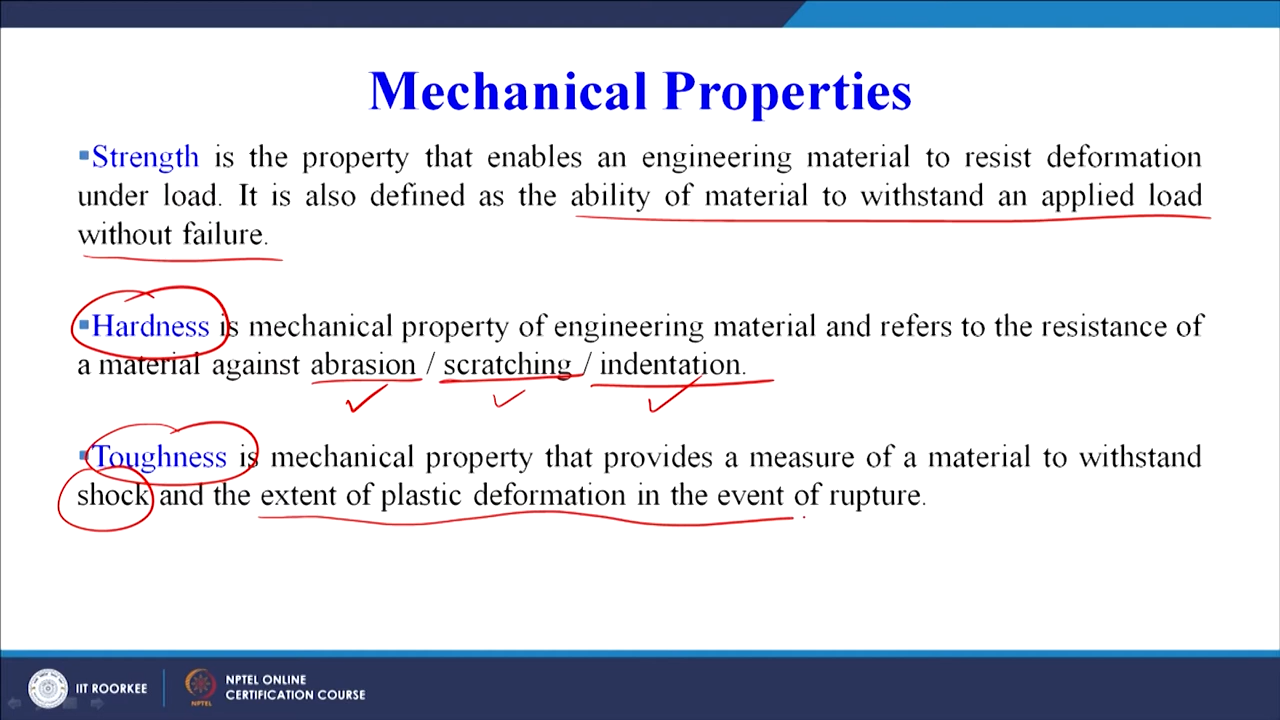 Mechanical Properties
▪Strength is the property that enables an engineering material to resist deformation
under load. It is also defined as the ability of material to withstand an applied load
without failure.
▪Hardness is mechanical property of engineering material and refers to the resistance of
a material against abrasion / scratching / indentation.
▪Toughness is mechanical property that provides a measure of a material to withstand
shock and the extent of plastic deformation in the event of rupture.
IIT ROORKEE
NPTEL
NPTEL ONLINE
CERTIFICATION COURSE